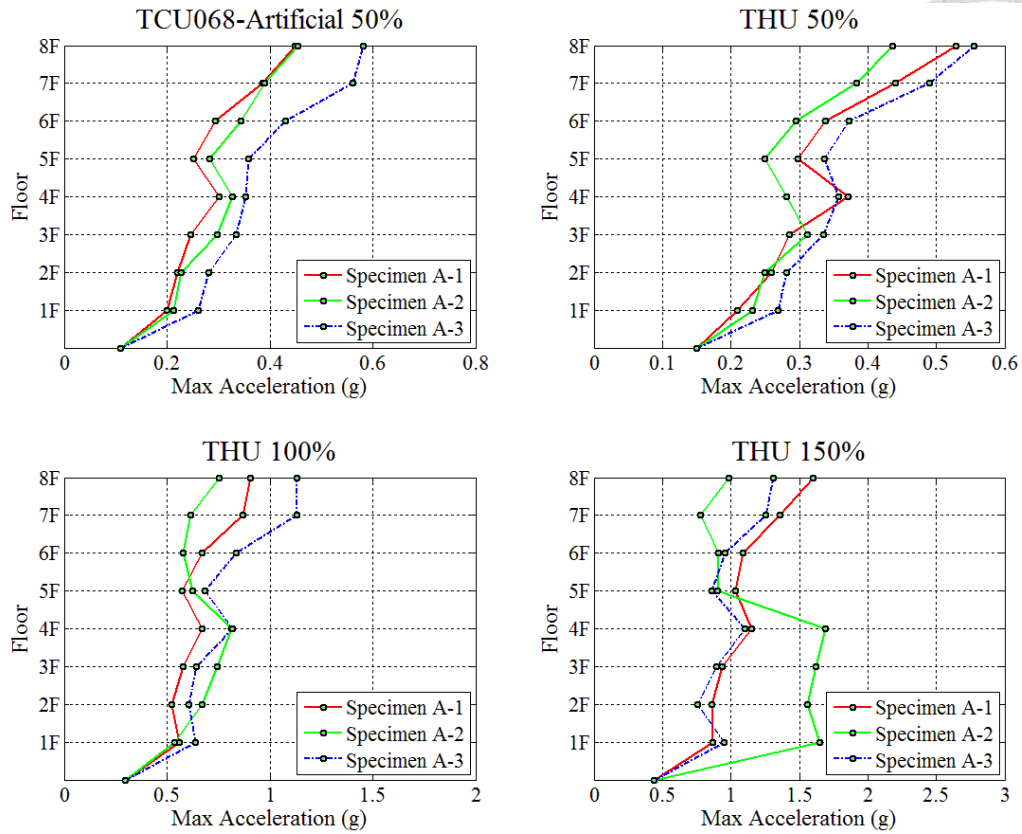 TCU068-Artificial 50%
8F
7F
6F
5F
4F
3F
2F
1F
Floor
Specimen A-1
Specimen A-2
Specimen A-3
0 0.2 0.4 0.6 0.8
Max Acceleration (g)
THU 50%
8F
7F
6F
5F
4F
3F
2F
1F
Floor
Specimen A-1
Specimen A-2
Specimen A-3
0 0.1 0.2 0.3 0.4 0.5 0.6
Max Acceleration (g)
THU 100%
8F
7F
6F
5F
4F
3F
2F
1F
Floor
Specimen A-1
Specimen A-2
Specimen A-3
0 0.5 1 1.5 2
Max Acceleration (g)
THU 150%
8F
7F
6F
5F
4F
3F
2F
1F
Floor
Specimen A-1
Specimen A-2
Specimen A-3
0 0.5 1 1.5 2 2.5 3
Max Acceleration (g)